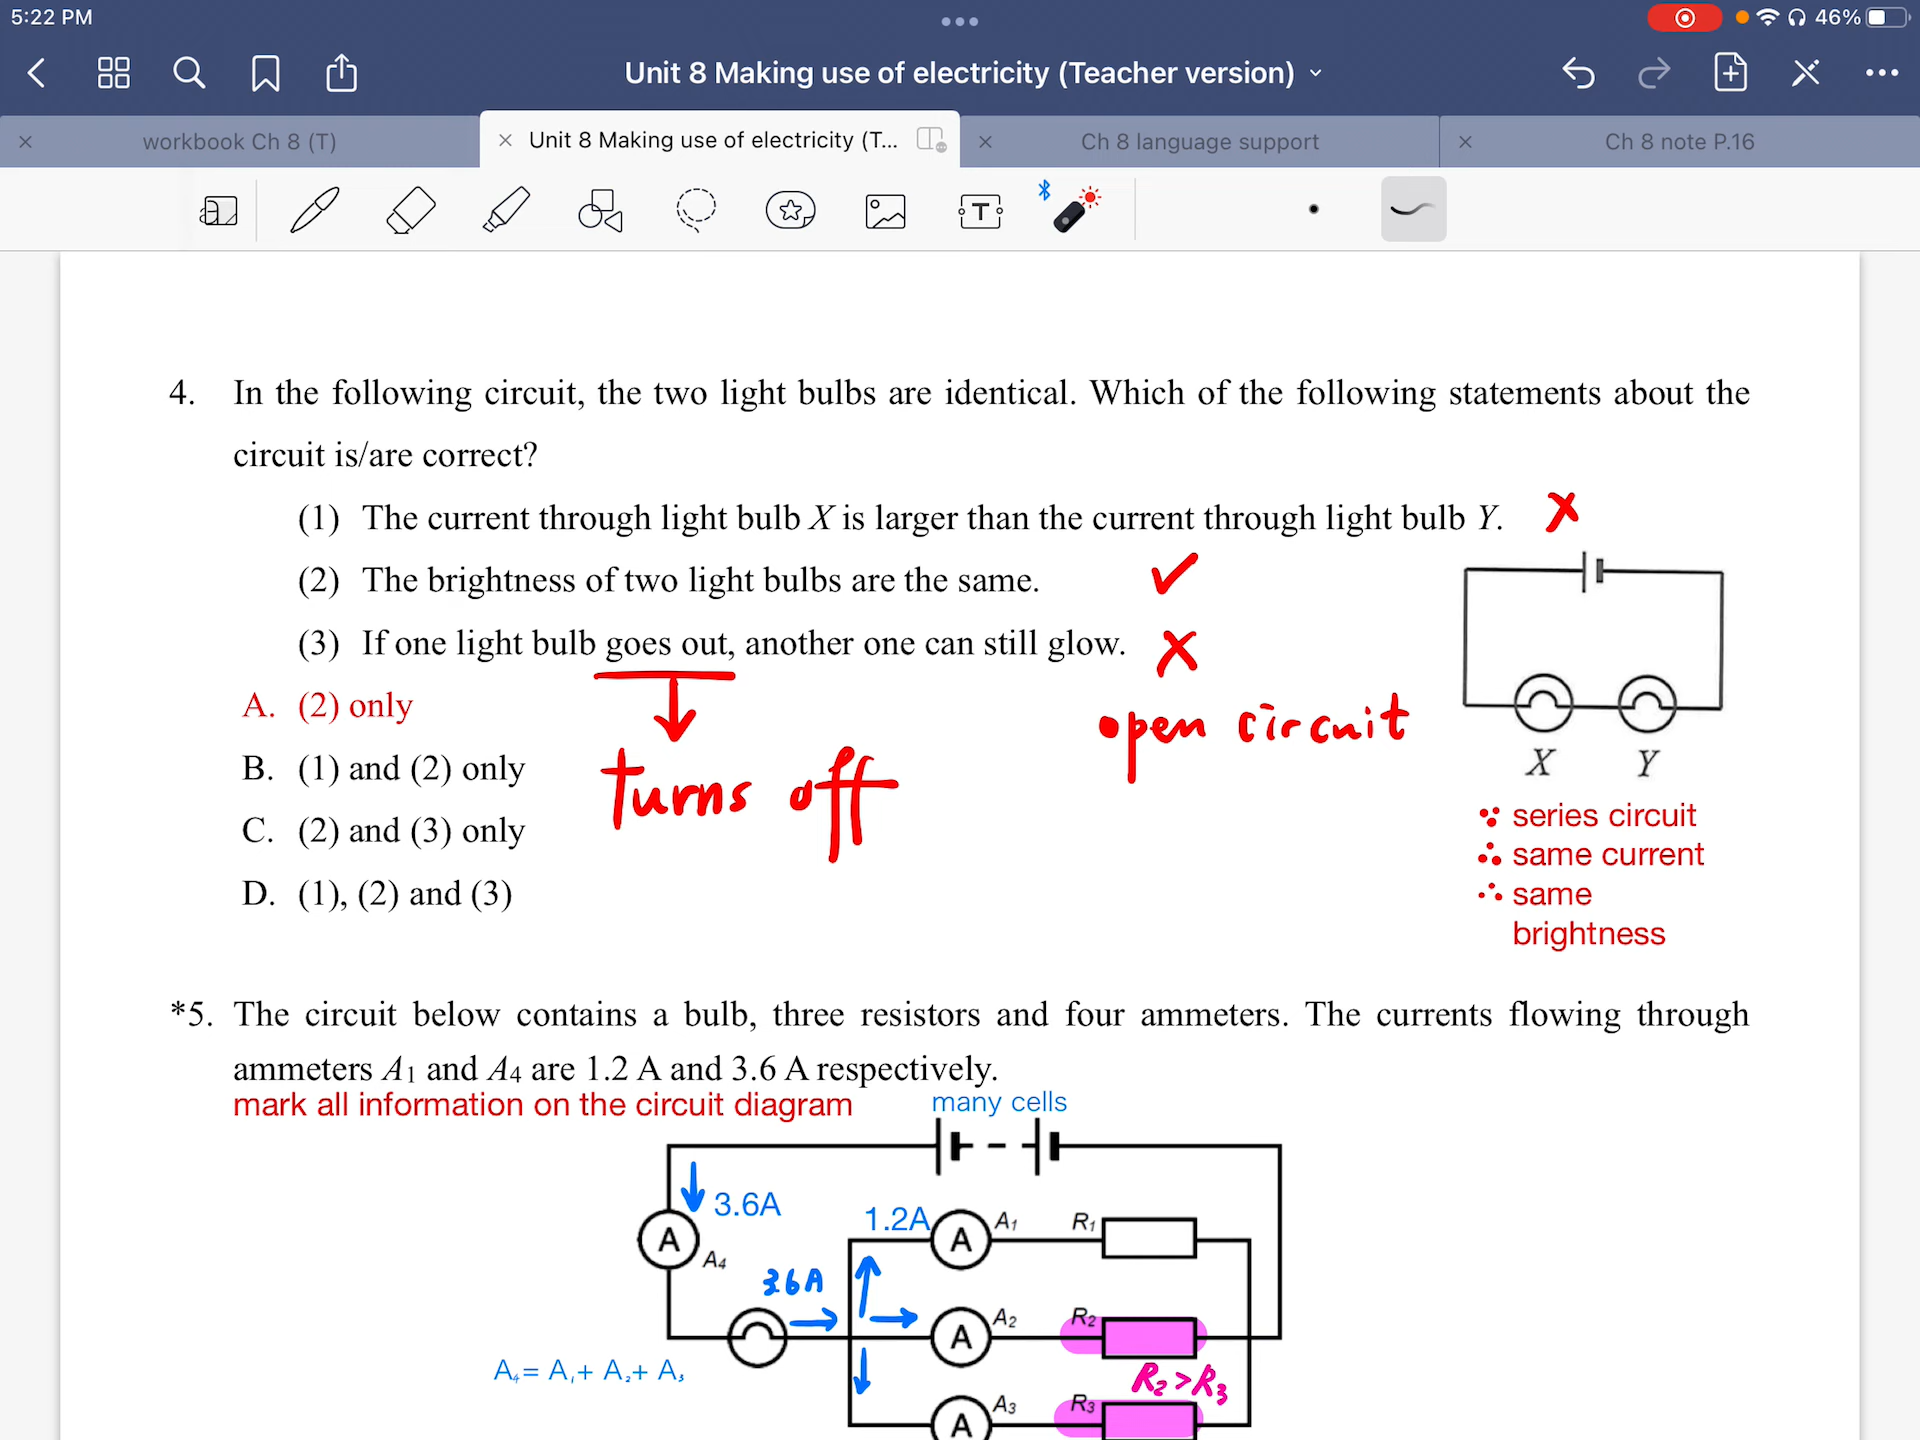 5:22 PM
46%
Unit 8 Making use of electricity (Teacher version)
workbook Ch 8 (T)
Unit 8 Making use of electricity (T...
Ch 8 language support
Ch 8 note P.16
4. In the following circuit, the two light bulbs are identical. Which of the following statements about the
circuit is/are correct?
(1) The current through light bulb X is larger than the current through light bulb Y. ✗
(2) The brightness of two light bulbs are the same. ✓
(3) If one light bulb goes out, another one can still glow. ✗
A. (2) only
B. (1) and (2) only
C. (2) and (3) only
D. (1), (2) and (3)
turns off
open circuit
X Y
∵ series circuit
∴ same current
∴ same
brightness
*5. The circuit below contains a bulb, three resistors and four ammeters. The currents flowing through
ammeters A1 and A4 are 1.2 A and 3.6 A respectively.
mark all information on the circuit diagram
many cells
3.6A
1.2A
A A1 R1
A A4
3.6A
A A2 R2
A4= A1+ A2+ A3
R2>R3
A A3 R3